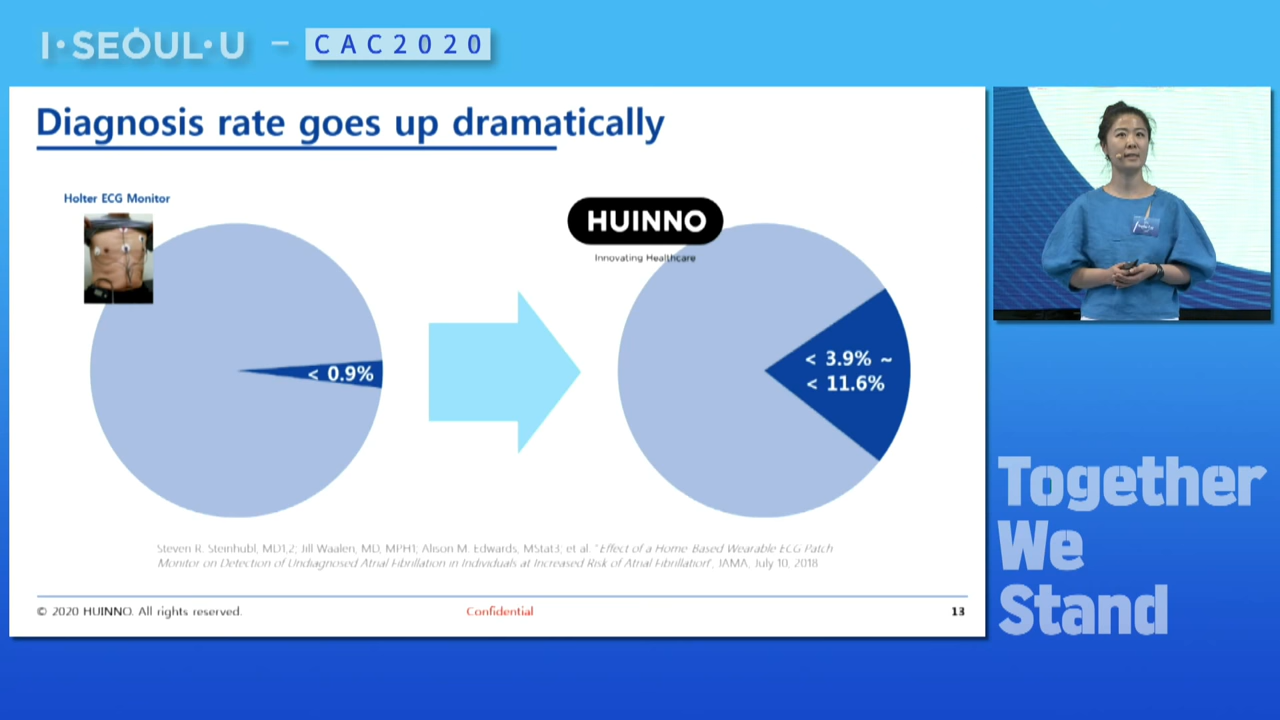 I·SEOUL·U – CAC2020
Diagnosis rate goes up dramatically
Holter ECG Monitor
< 0.9%
HUINNO
Innovating Healthcare
< 3.9% ~
< 11.6%
Steven R. Steinhubl, MD1,2; Jill Waalen, MD, MPH1; Alison M. Edwards, MStat3; et al. "Effect of a Home Based Wearable ECG Patch
Monitor on Detection of Undiagnosed Atrial Fibrillation in Individuals at Increased Risk of Atrial Fibrillation", JAMA, July 10, 2018
© 2020 HUINNO. All rights reserved.
Confidential
13
Together
We
Stand